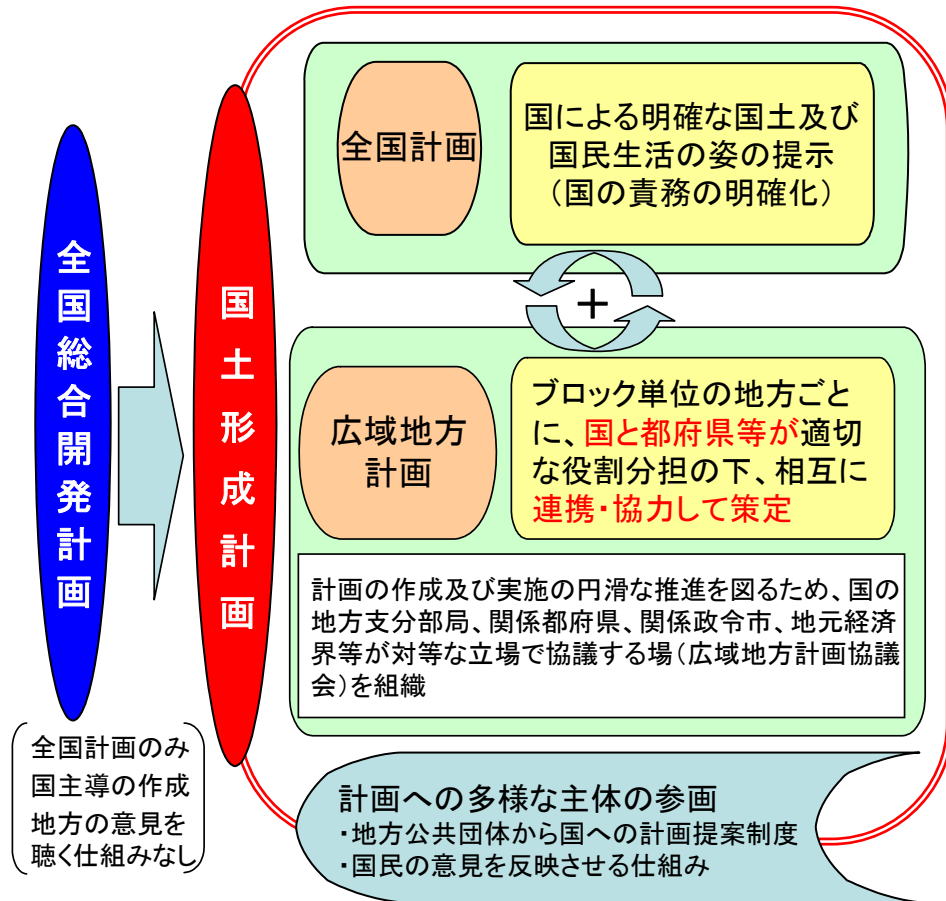 全国総合開発計画
全国計画のみ
国主導の作成
地方の意見を
聴く仕組みなし
国土形成計画
全国計画
国による明確な国土及び
国民生活の姿の提示
（国の責務の明確化）
＋
広域地方
計画
ブロック単位の地方ごと
に、国と都府県等が適切
な役割分担の下、相互に
連携・協力して策定
計画の作成及び実施の円滑な推進を図るため、国の
地方支分部局、関係都府県、関係政令市、地元経済
界等が対等な立場で協議する場（広域地方計画協議
会）を組織
計画への多様な主体の参画
・地方公共団体から国への計画提案制度
・国民の意見を反映させる仕組み